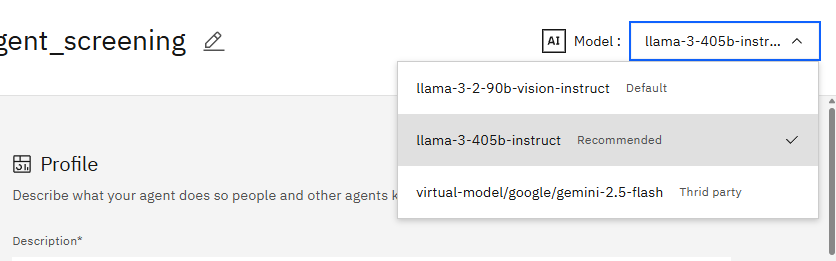 gent_screening
AI Model : llama-3-405b-instr...
llama-3-2-90b-vision-instruct Default
llama-3-405b-instruct Recommended
virtual-model/google/gemini-2.5-flash Thrid party
Profile
Describe what your agent does so people and other agents k
Description*